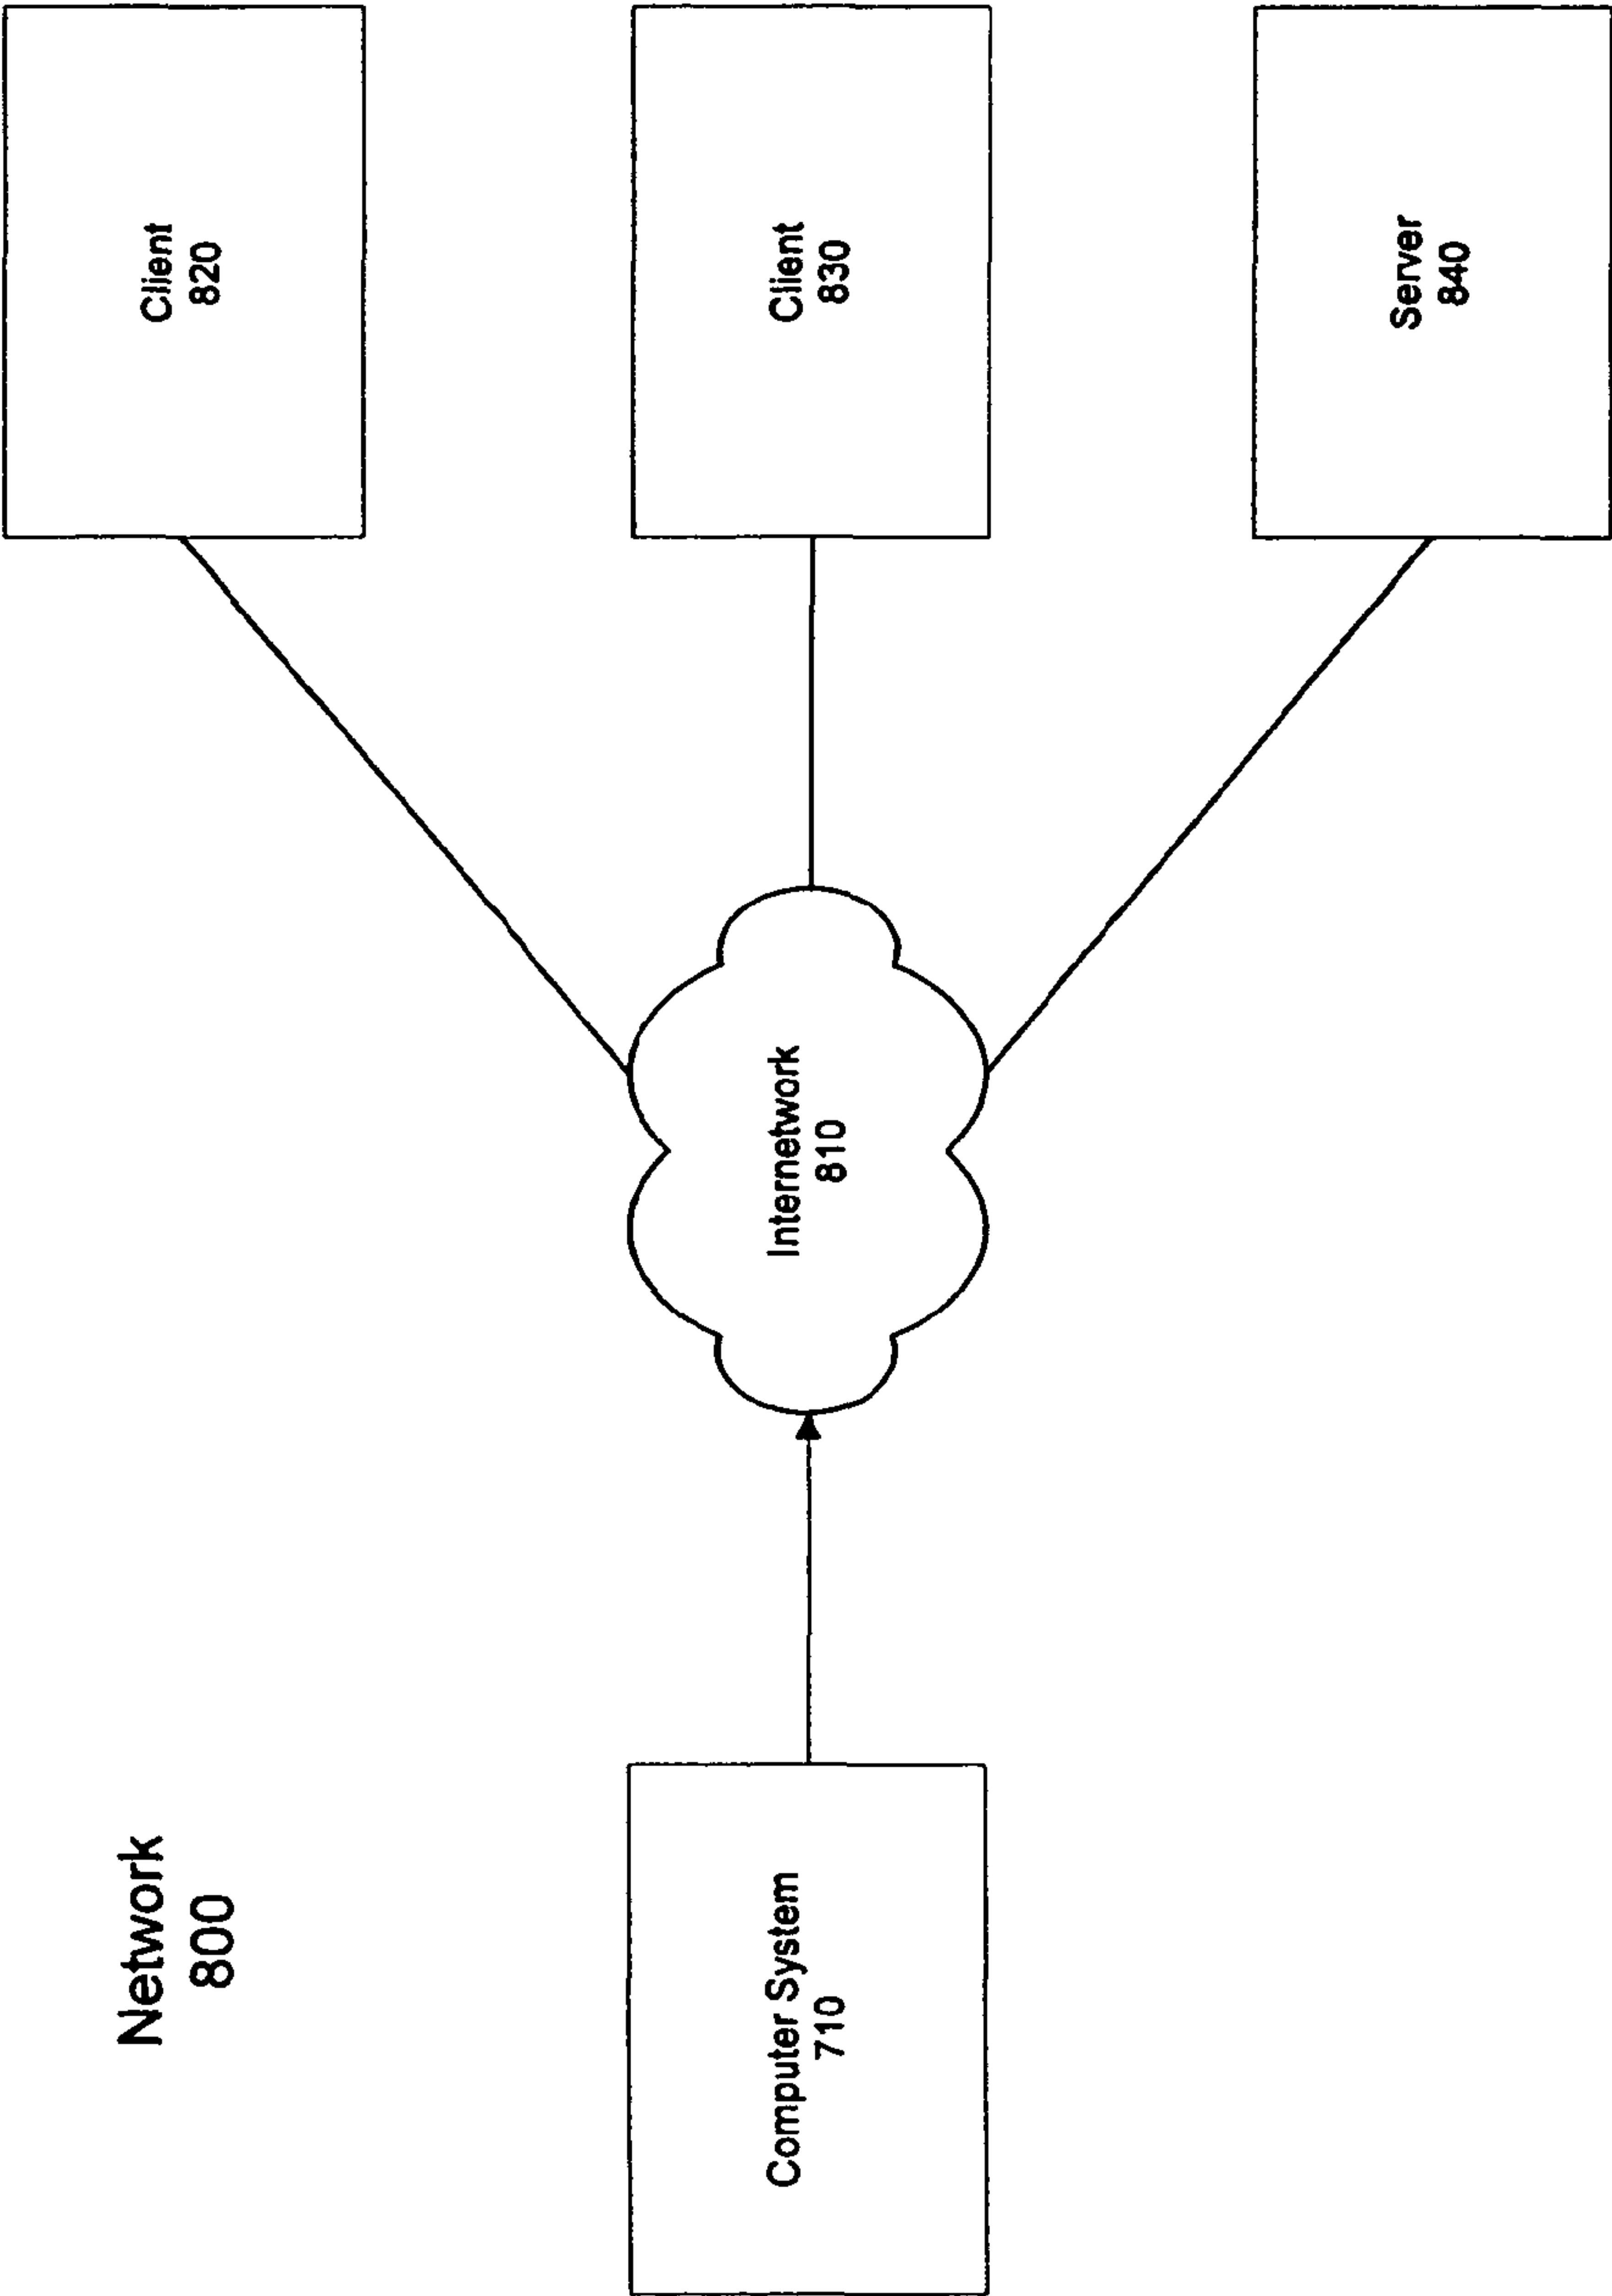 Network
800
Computer System
710
Internetwork
810
Client
820
Client
830
Server
840